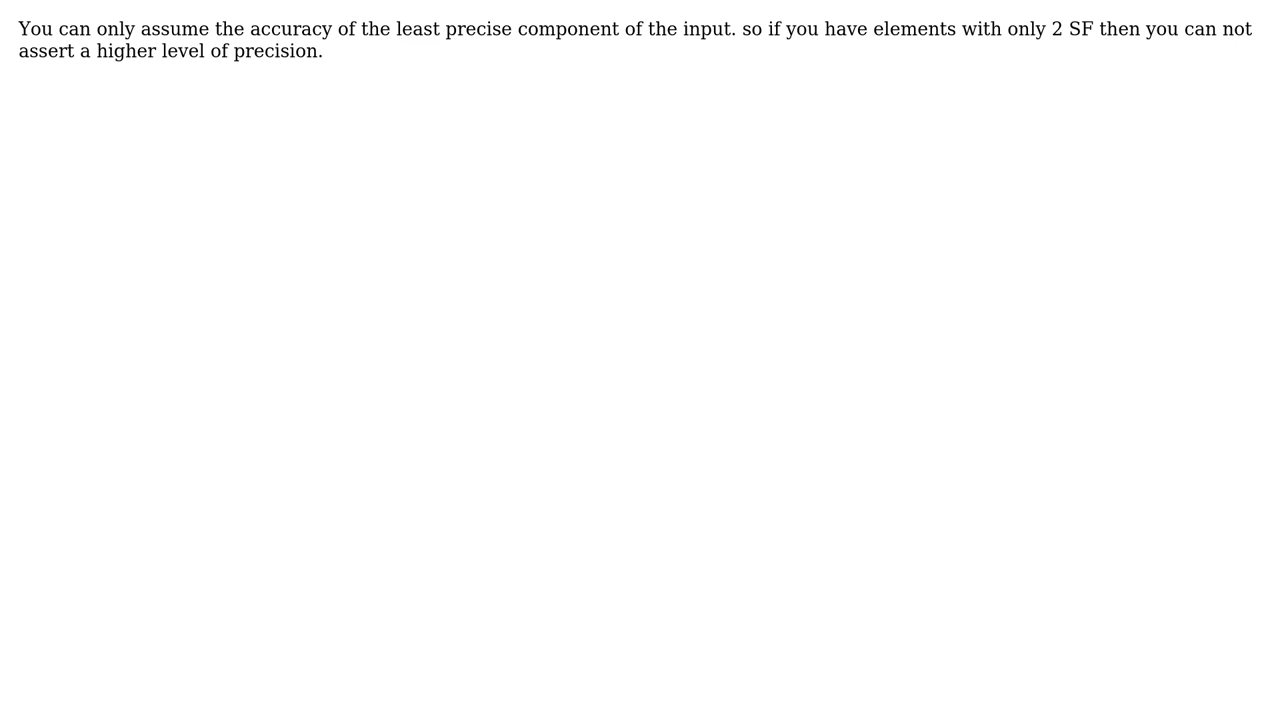 You can only assume the accuracy of the least precise component of the input. so if you have elements with only 2 SF then you can not
assert a higher level of precision.